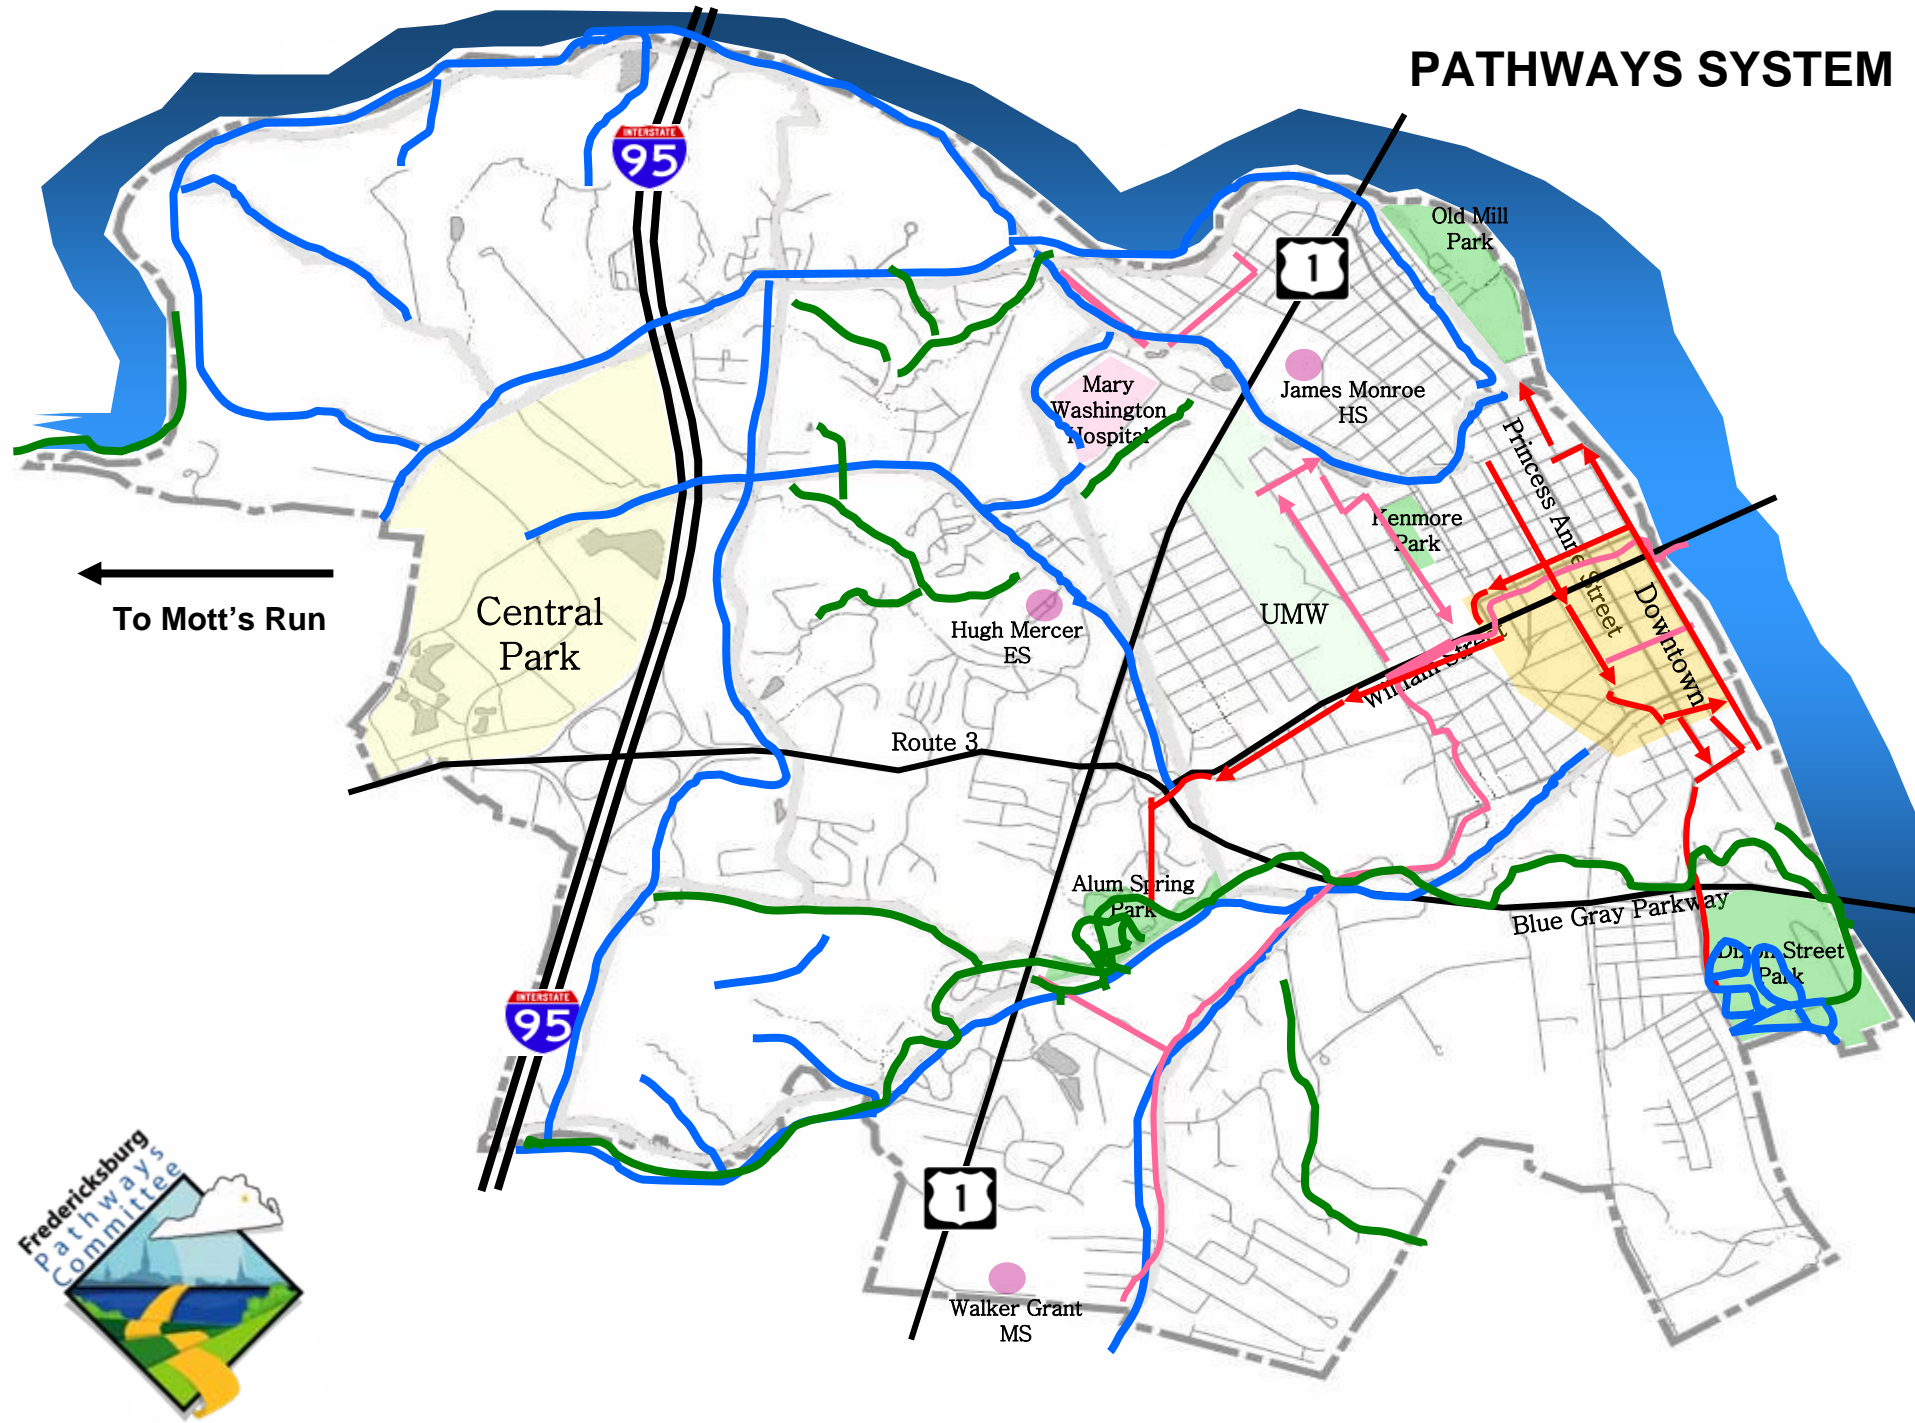 PATHWAYS SYSTEM
INTERSTATE
95
Old Mill
Park
1
James Monroe
HS
Mary
Washington
Hospital
Princess Anne Street
Kenmore
Park
To Mott's Run
Central
Park
UMW
Downtown
Hugh Mercer
ES
William Street
Route 3
Alum Spring
Park
Blue Gray Parkway
Dixon Street
Park
INTERSTATE
95
Fredericksburg
Pathways
Committee
1
Walker Grant
MS